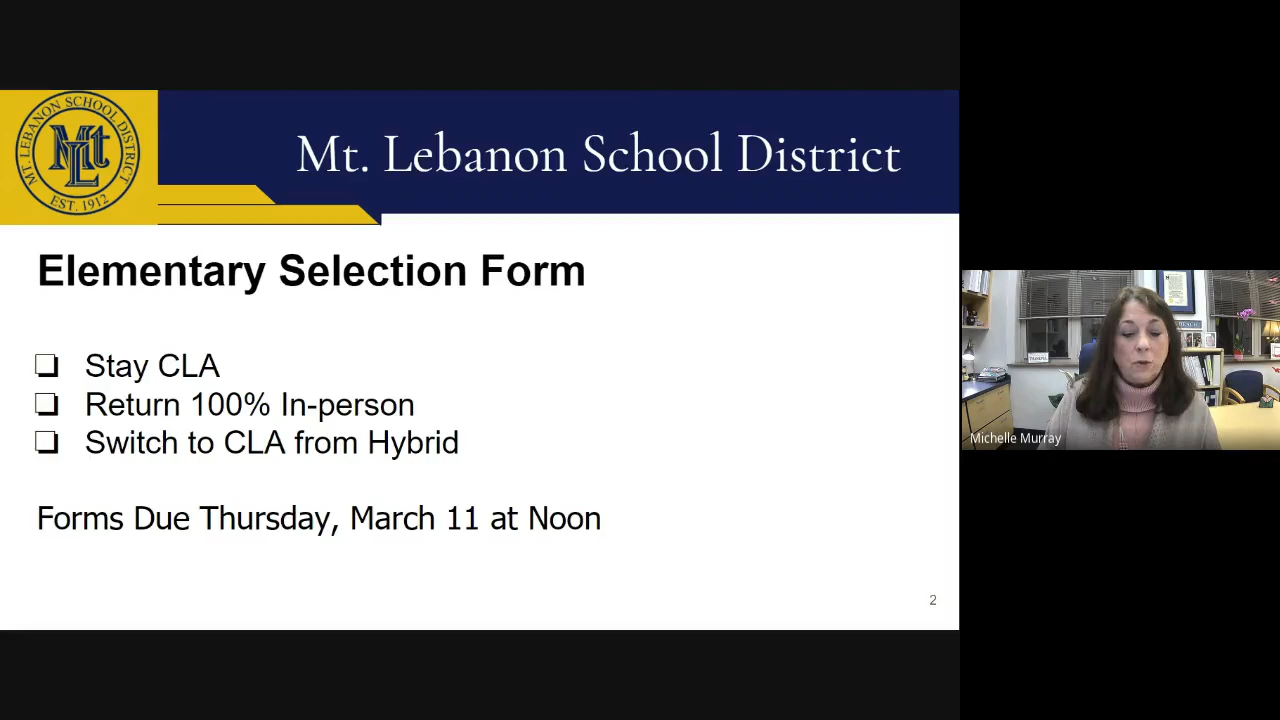 MT. LEBANON SCHOOL DISTRICT
MtL
EST. 1912
Mt. Lebanon School District
Elementary Selection Form
Stay CLA
Return 100% In-person
Switch to CLA from Hybrid
Forms Due Thursday, March 11 at Noon
2
Michelle Murray